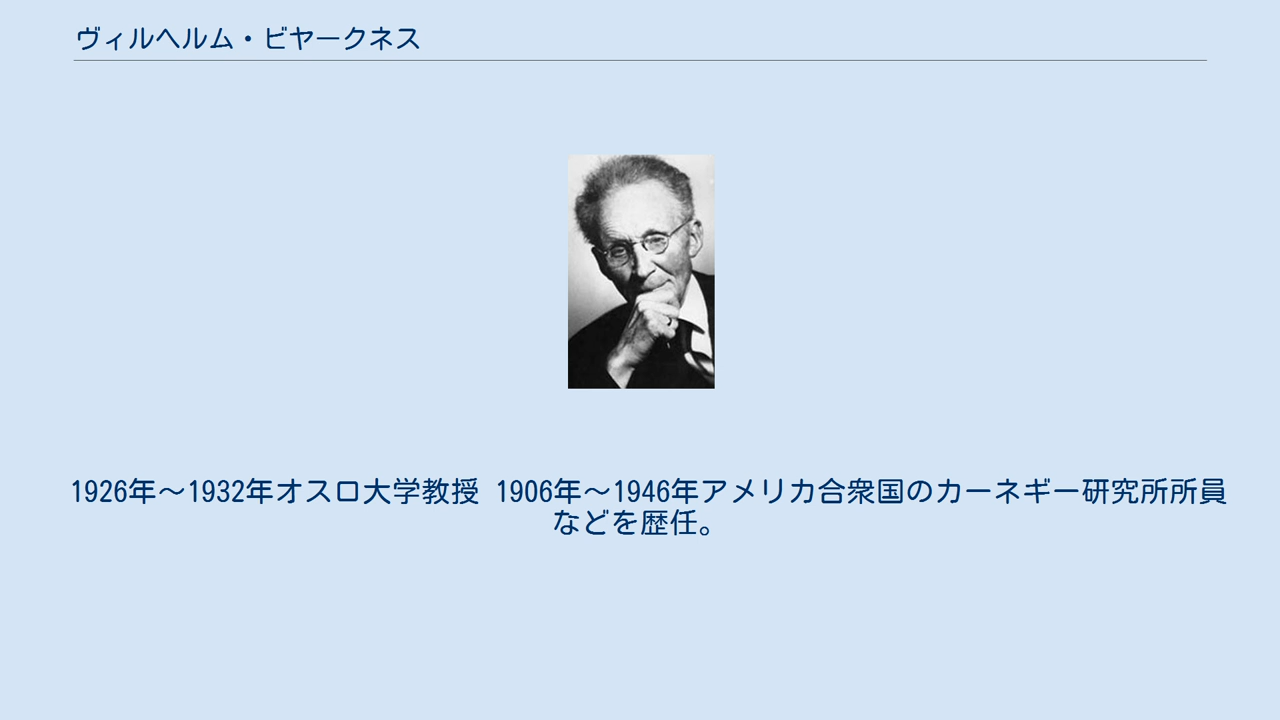 ヴィルヘルム・ビヤークネス
1926年～1932年オスロ大学教授 1906年～1946年アメリカ合衆国のカーネギー研究所所員
などを歴任。